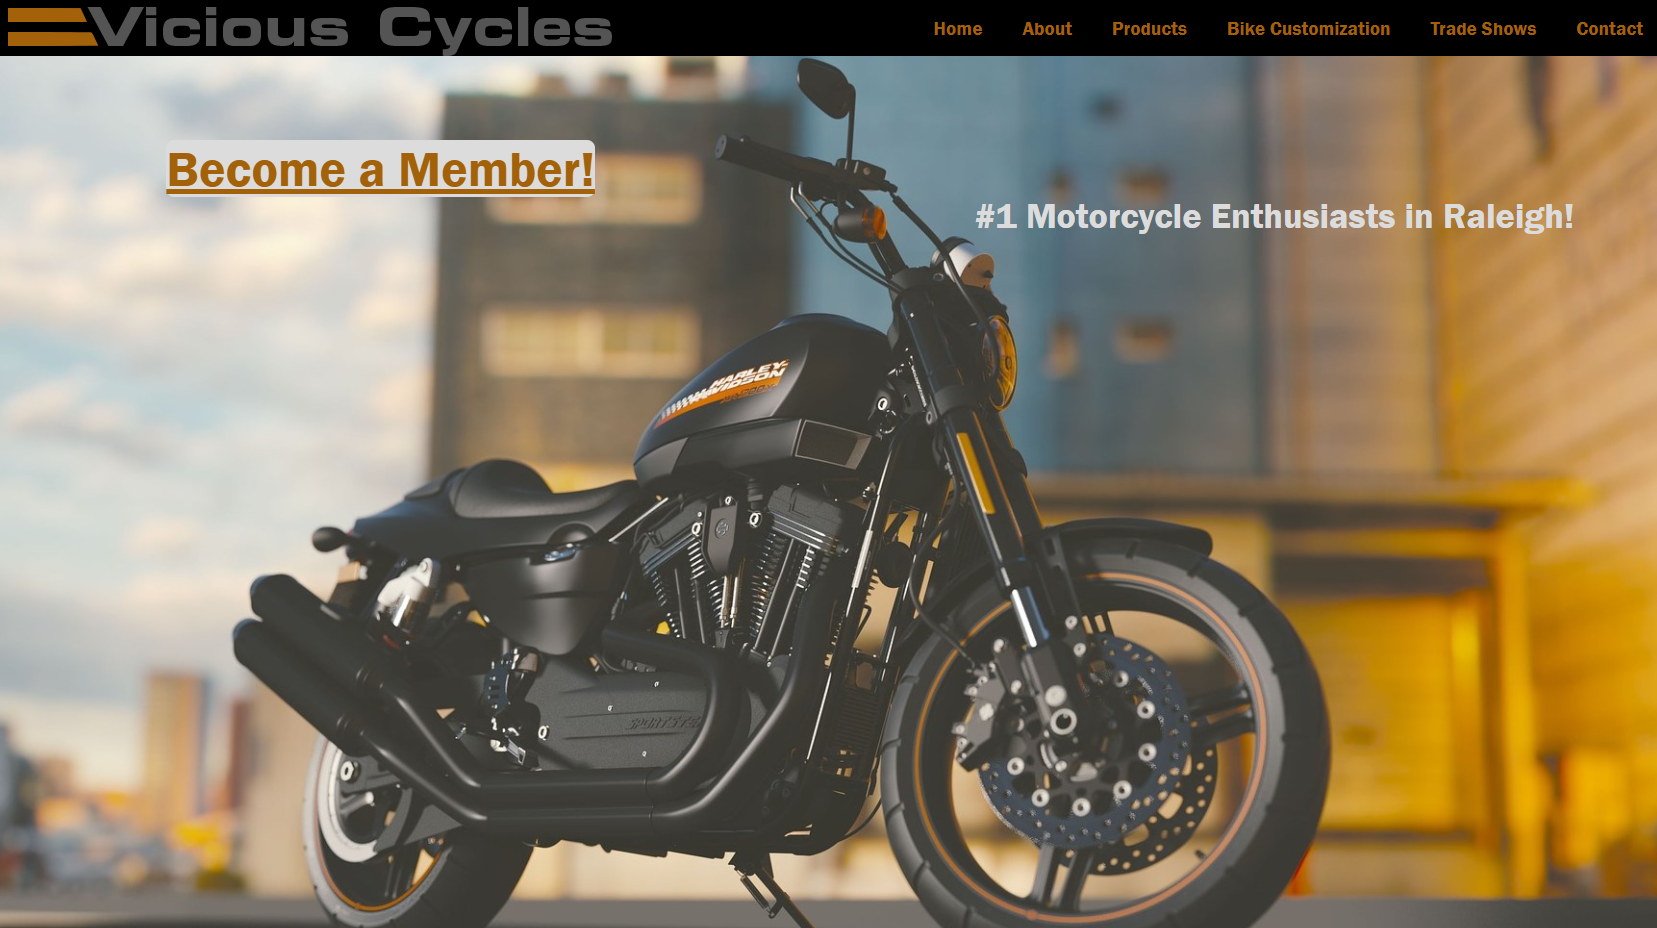 Vicious Cycles
Home About Products Bike Customization Trade Shows Contact
Become a Member!
#1 Motorcycle Enthusiasts in Raleigh!
HARLEY-
DAVIDSON